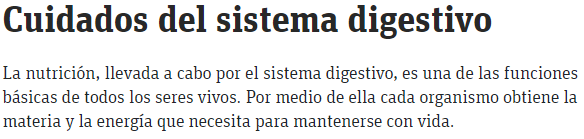 Cuidados del sistema digestivo
La nutrición, llevada a cabo por el sistema digestivo, es una de las funciones
básicas de todos los seres vivos. Por medio de ella cada organismo obtiene la
materia y la energía que necesita para mantenerse con vida.